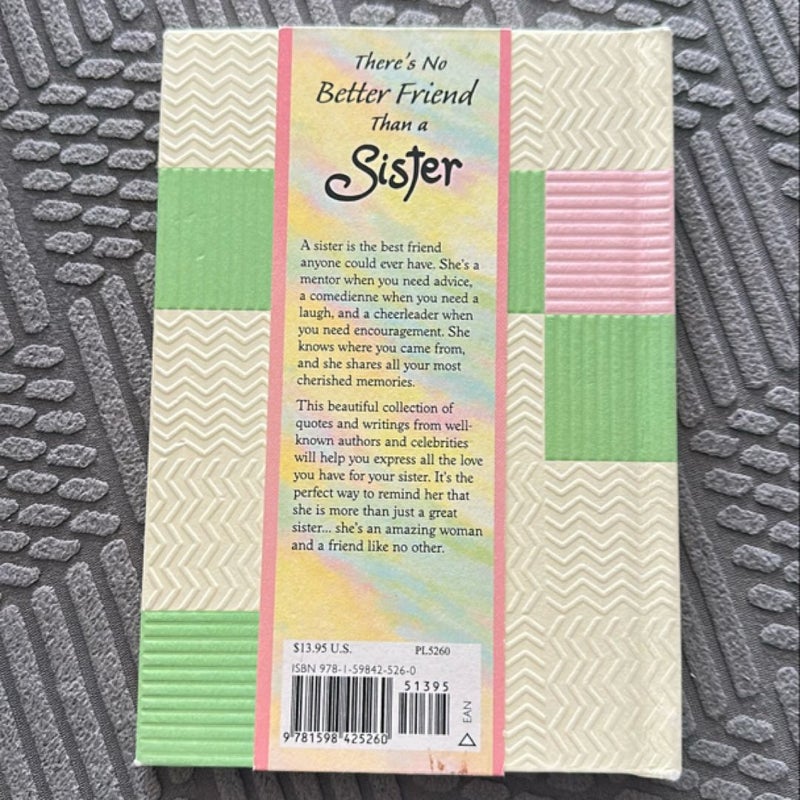 There's No
Better Friend
Than a
Sister
A sister is the best friend
anyone could ever have. She's a
mentor when you need advice,
a comedienne when you need a
laugh, and a cheerleader when
you need encouragement. She
knows where you came from,
and she shares all your most
cherished memories.
This beautiful collection of
quotes and writings from well-
known authors and celebrities
will help you express all the love
you have for your sister. It's the
perfect way to remind her that
she is more than just a great
sister... she's an amazing woman
and a friend like no other.
$13.95 U.S. PL5260
ISBN 978-1-59842-526-0
51395
EAN
9 781598 425260